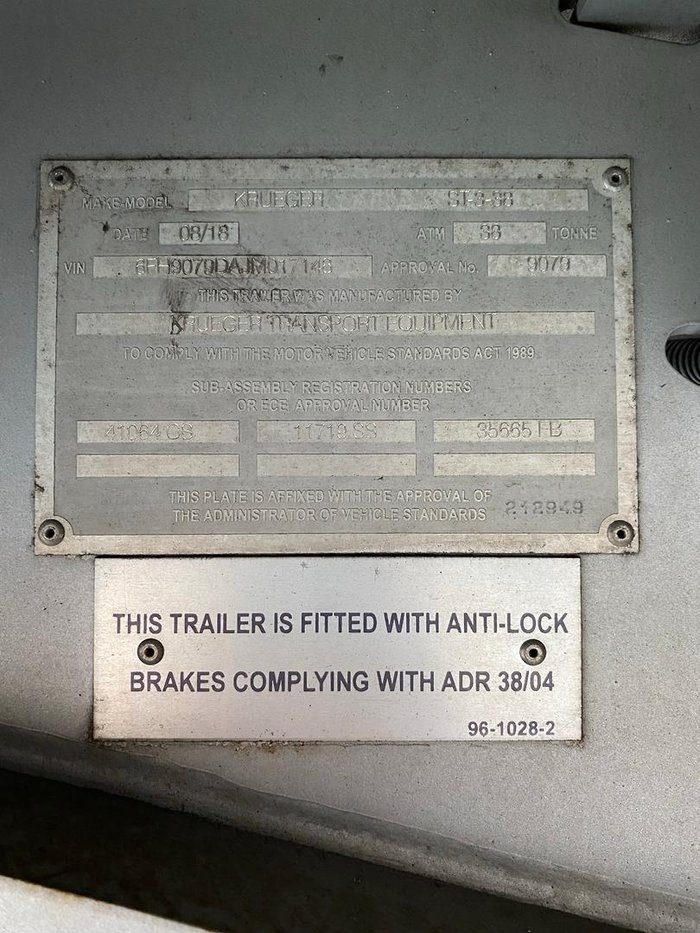 MAKE-MODEL KRUEGER ST-3-38
DATE 08/18 ATM 38 TONNE
VIN 6FH9079DAJM017146 APPROVAL No. 9079
THIS TRAILER WAS MANUFACTURED BY
KRUEGER TRANSPORT EQUIPMENT
TO COMPLY WITH THE MOTOR VEHICLE STANDARDS ACT 1989
SUB-ASSEMBLY REGISTRATION NUMBERS
OR ECE APPROVAL NUMBER
41064 11719 SS 35665
THIS PLATE IS AFFIXED WITH THE APPROVAL OF
THE ADMINISTRATOR OF VEHICLE STANDARDS 212949
THIS TRAILER IS FITTED WITH ANTI-LOCK
BRAKES COMPLYING WITH ADR 38/04
96-1028-2